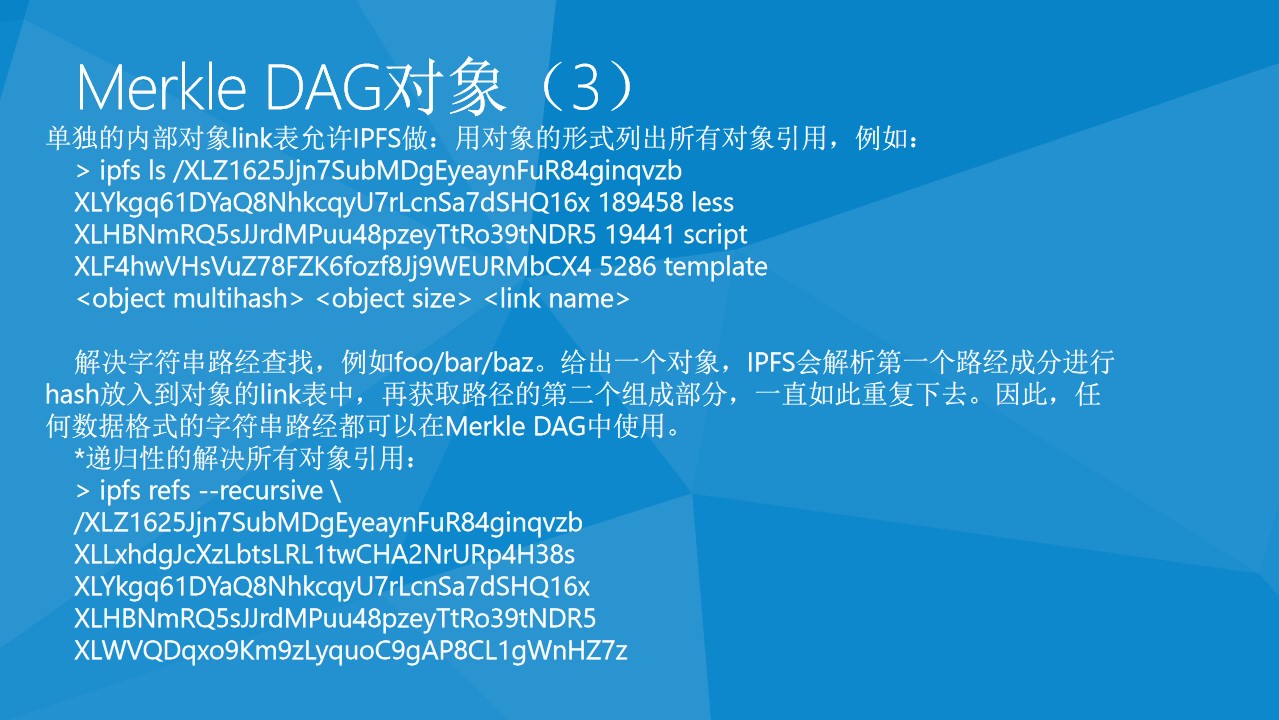 Merkle DAG对象（3）
单独的内部对象link表允许IPFS做：用对象的形式列出所有对象引用，例如：
> ipfs ls /XLZ1625Jjn7SubMDgEyeaynFuR84ginqvzb
XLYkgq61DYaQ8NhkcqyU7rLcnSa7dSHQ16x 189458 less
XLHBNmRQ5sJJrdMPuu48pzeyTtRo39tNDR5 19441 script
XLF4hwVHsVuZ78FZK6fozf8Jj9WEURMbCX4 5286 template
<object multihash> <object size> <link name>
解决字符串路经查找，例如foo/bar/baz。给出一个对象，IPFS会解析第一个路经成分进行
hash放入到对象的link表中，再获取路径的第二个组成部分，一直如此重复下去。因此，任
何数据格式的字符串路经都可以在Merkle DAG中使用。
*递归性的解决所有对象引用：
> ipfs refs --recursive \
/XLZ1625Jjn7SubMDgEyeaynFuR84ginqvzb
XLLxhdgJcXzLbtsLRL1twCHA2NrURp4H38s
XLYkgq61DYaQ8NhkcqyU7rLcnSa7dSHQ16x
XLHBNmRQ5sJJrdMPuu48pzeyTtRo39tNDR5
XLWVQDqxo9Km9zLyquoC9gAP8CL1gWnHZ7z